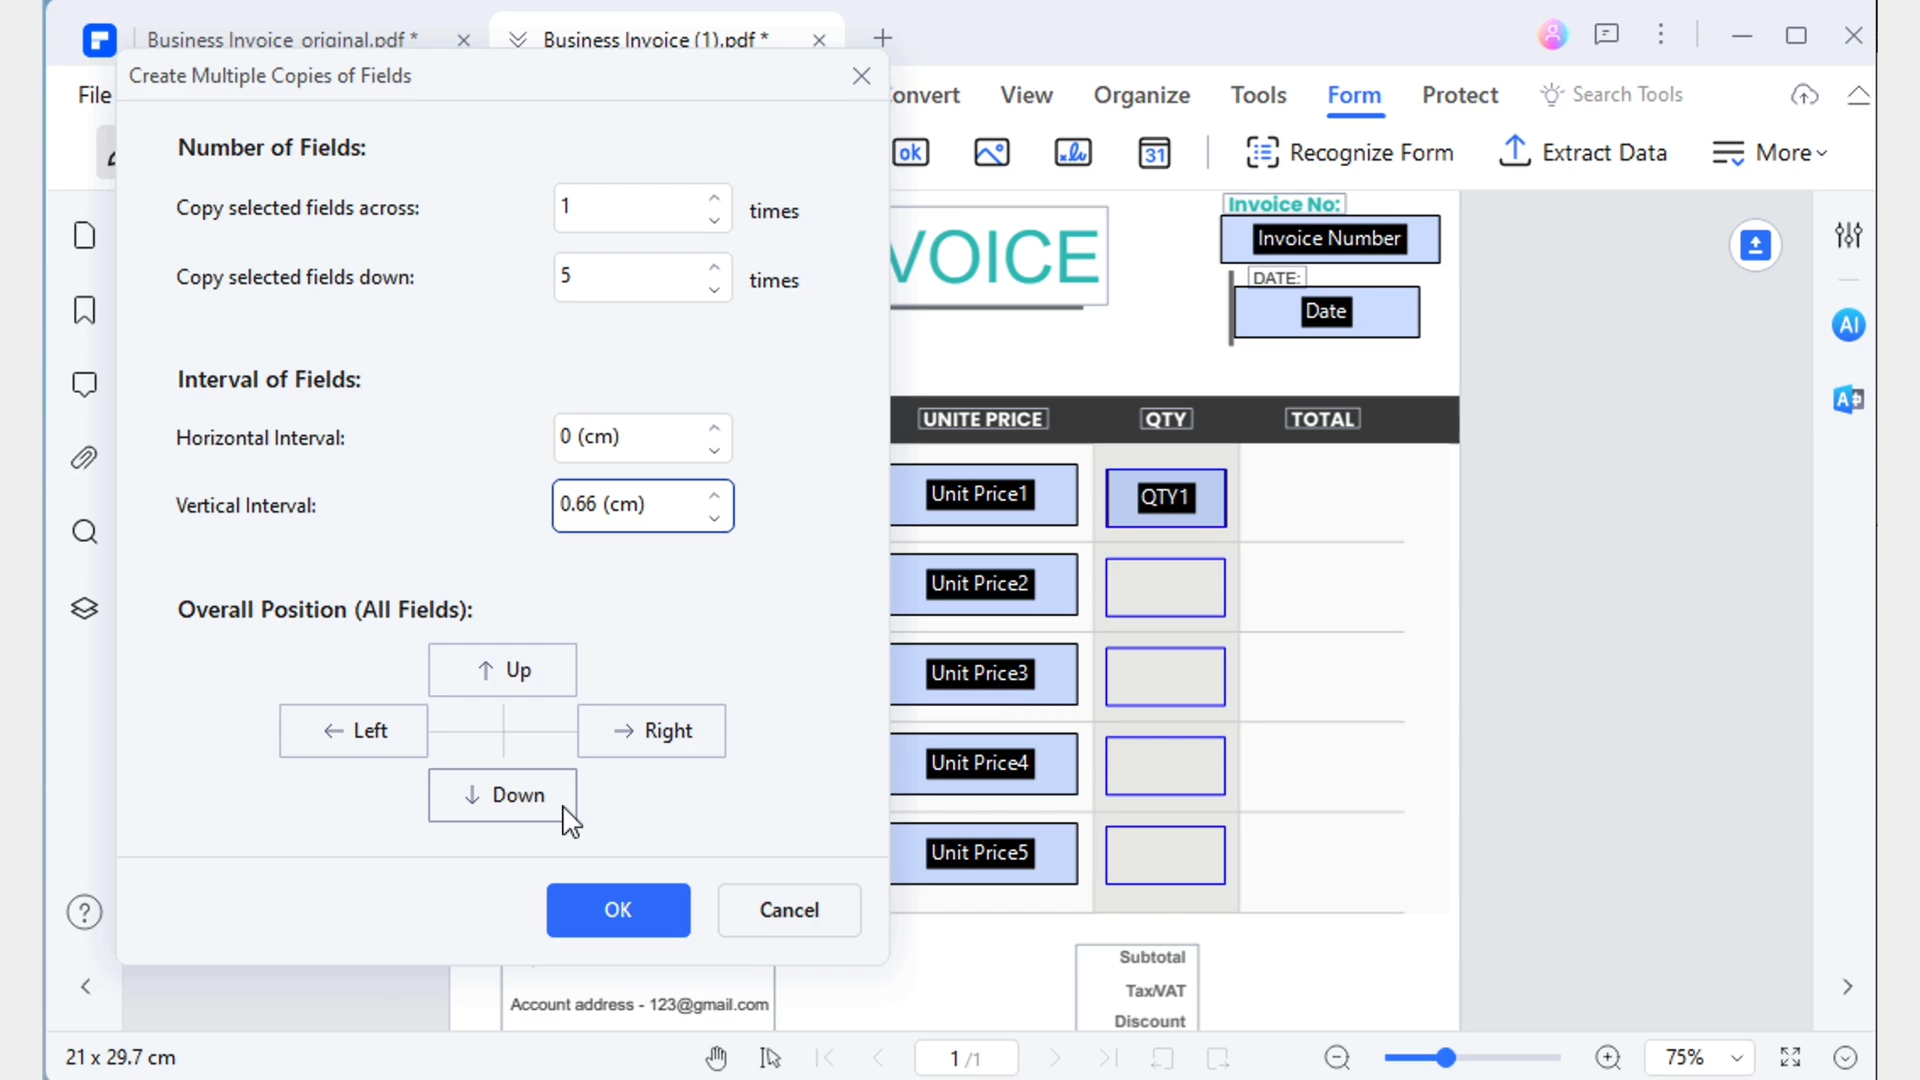 Business Invoice_original.pdf *
Business Invoice (1).pdf *
Create Multiple Copies of Fields
File
onvert
View
Organize
Tools
Form
Protect
Search Tools
ok
31
Recognize Form
Extract Data
More
Number of Fields:
Copy selected fields across:
1
times
Copy selected fields down:
5
times
Interval of Fields:
Horizontal Interval:
0 (cm)
Vertical Interval:
0.66 (cm)
Overall Position (All Fields):
↑ Up
← Left
→ Right
↓ Down
OK
Cancel
VOICE
Invoice No:
Invoice Number
DATE:
Date
AI
UNITE PRICE
QTY
TOTAL
Unit Price1
QTY1
Unit Price2
Unit Price3
Unit Price4
Unit Price5
Subtotal
Account address - 123@gmail.com
Tax/VAT
Discount
21 x 29.7 cm
1 /1
75%